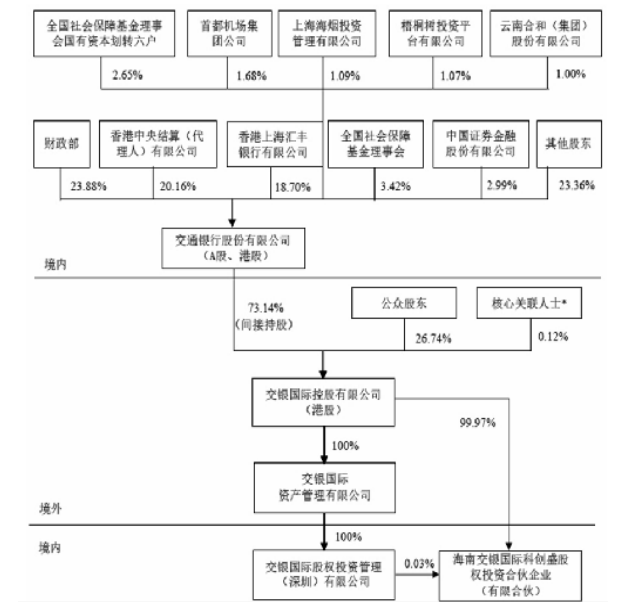 全国社会保障基金理事
会国有资本划转六户
首都机场集
团公司
上海海烟投资
管理有限公司
梧桐树投资平
台有限公司
云南合和（集团）
股份有限公司
2.65%
1.68%
1.09%
1.07%
1.00%
财政部
香港中央结算（代
理人）有限公司
香港上海汇丰
银行有限公司
全国社会保障
基金理事会
中国证券金融
股份有限公司
其他股东
23.88%
20.16%
18.70%
3.42%
2.99%
23.36%
交通银行股份有限公司
（A股、港股）
境内
73.14%
（间接持股）
公众股东
核心关联人士*
26.74%
0.12%
交银国际控股有限公司
（港股）
99.97%
100%
交银国际
资产管理有限公司
境外
100%
境内
交银国际股权投资管理
（深圳）有限公司
0.03%
海南交银国际科创盛股
权投资合伙企业
（有限合伙）